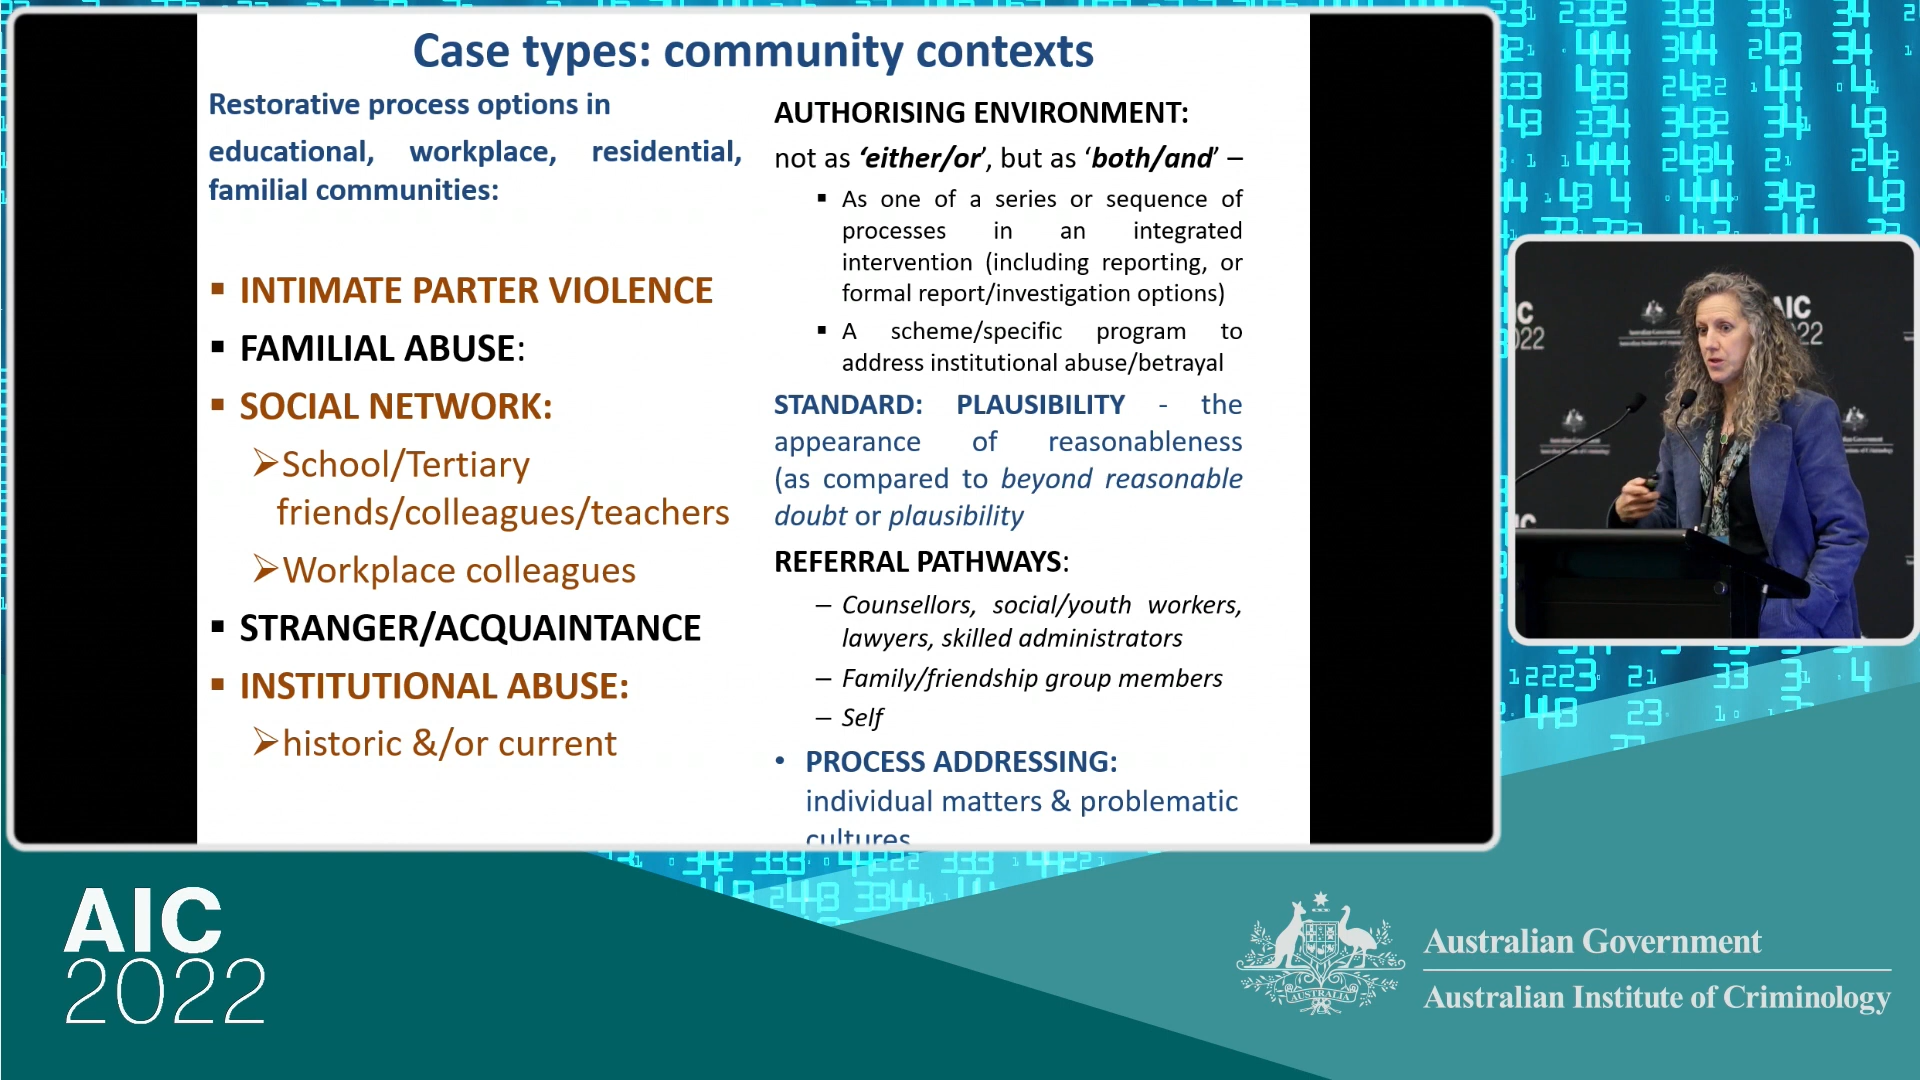 Case types: community contexts
Restorative process options in
educational, workplace, residential,
familial communities:
▪ INTIMATE PARTER VIOLENCE
▪ FAMILIAL ABUSE:
▪ SOCIAL NETWORK:
➢School/Tertiary
friends/colleagues/teachers
➢Workplace colleagues
▪ STRANGER/ACQUAINTANCE
▪ INSTITUTIONAL ABUSE:
➢historic &/or current
AUTHORISING ENVIRONMENT:
not as ‘either/or’, but as ‘both/and’ –
▪ As one of a series or sequence of
processes in an integrated
intervention (including reporting, or
formal report/investigation options)
▪ A scheme/specific program to
address institutional abuse/betrayal
STANDARD: PLAUSIBILITY - the
appearance of reasonableness
(as compared to beyond reasonable
doubt or plausibility
REFERRAL PATHWAYS:
– Counsellors, social/youth workers,
lawyers, skilled administrators
– Family/friendship group members
– Self
• PROCESS ADDRESSING:
individual matters & problematic
cultures
AIC
2022
AUSTRALIA
Australian Government
Australian Institute of Criminology